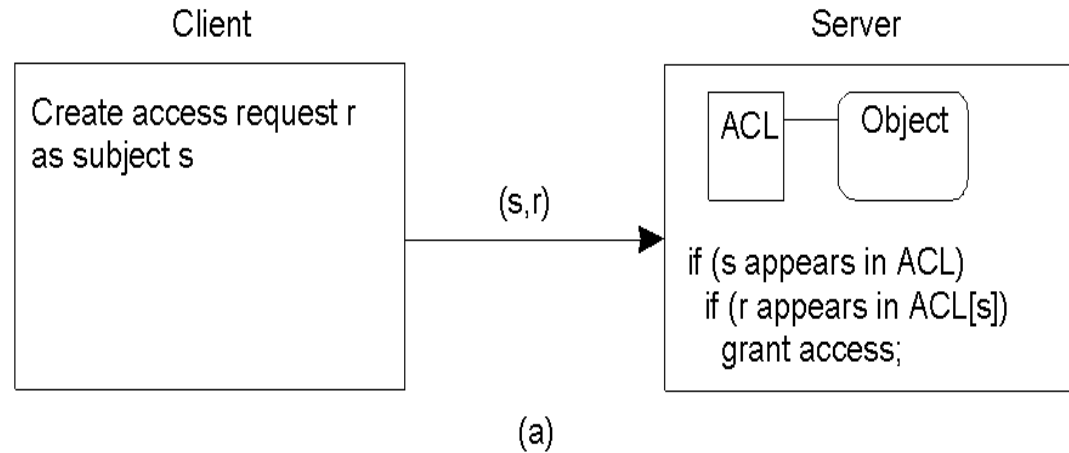 Client
Server
Create access request r
as subject s
ACL
Object
(s,r)
if (s appears in ACL)
if (r appears in ACL[s])
grant access;
(a)